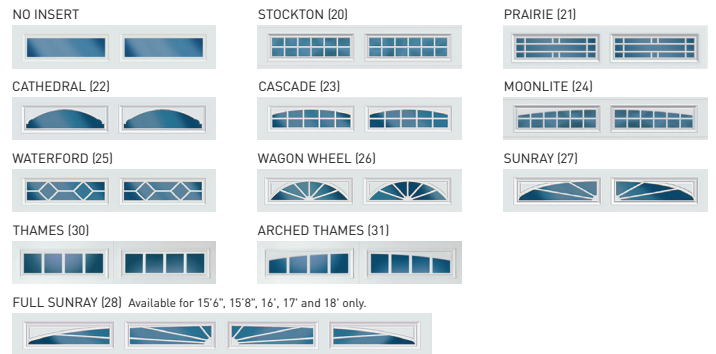 NO INSERT
STOCKTON (20)
PRAIRIE (21)
CATHEDRAL (22)
CASCADE (23)
MOONLITE (24)
WATERFORD (25)
WAGON WHEEL (26)
SUNRAY (27)
THAMES (30)
ARCHED THAMES (31)
FULL SUNRAY (28) Available for 15'6", 15'8", 16', 17' and 18' only.